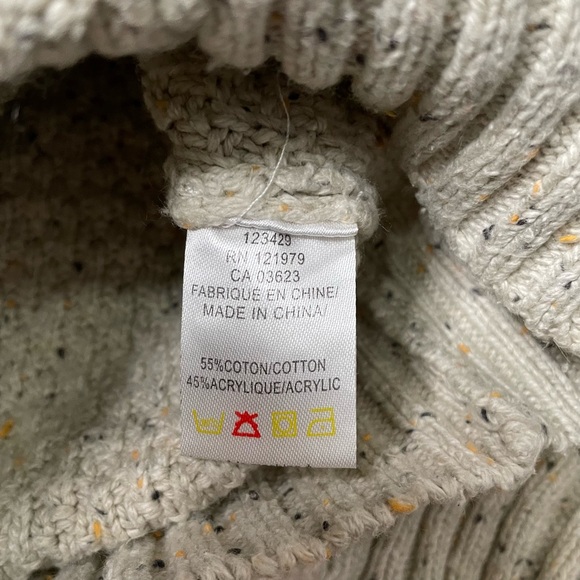 123429
RN 121979
CA 03623
FABRIQUÉ EN CHINE/
MADE IN CHINA/
55%COTON/COTTON
45%ACRYLIQUE/ACRYLIC